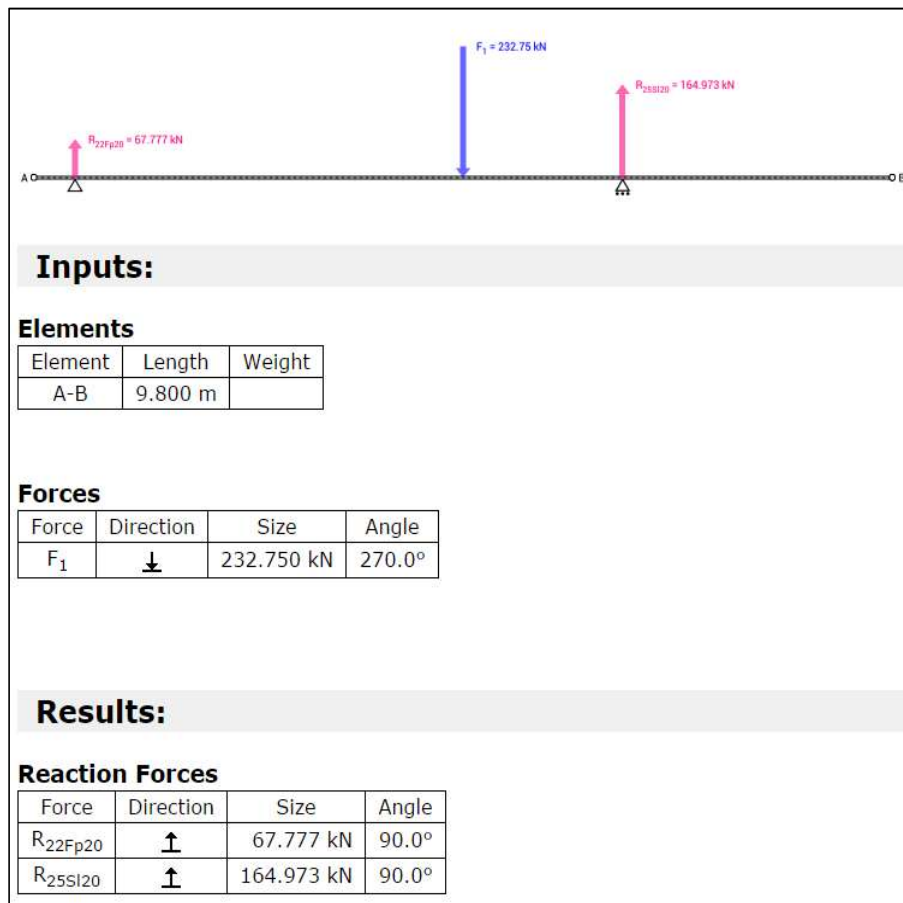 F1 = 232.75 kN
R25Sl20 = 164.973 kN
R22Fp20 = 67.777 kN
A B
Inputs:
Elements
Element Length Weight
A-B 9.800 m
Forces
Force Direction Size Angle
F1 232.750 kN 270.0°
Results:
Reaction Forces
Force Direction Size Angle
R22Fp20 67.777 kN 90.0°
R25Sl20 164.973 kN 90.0°